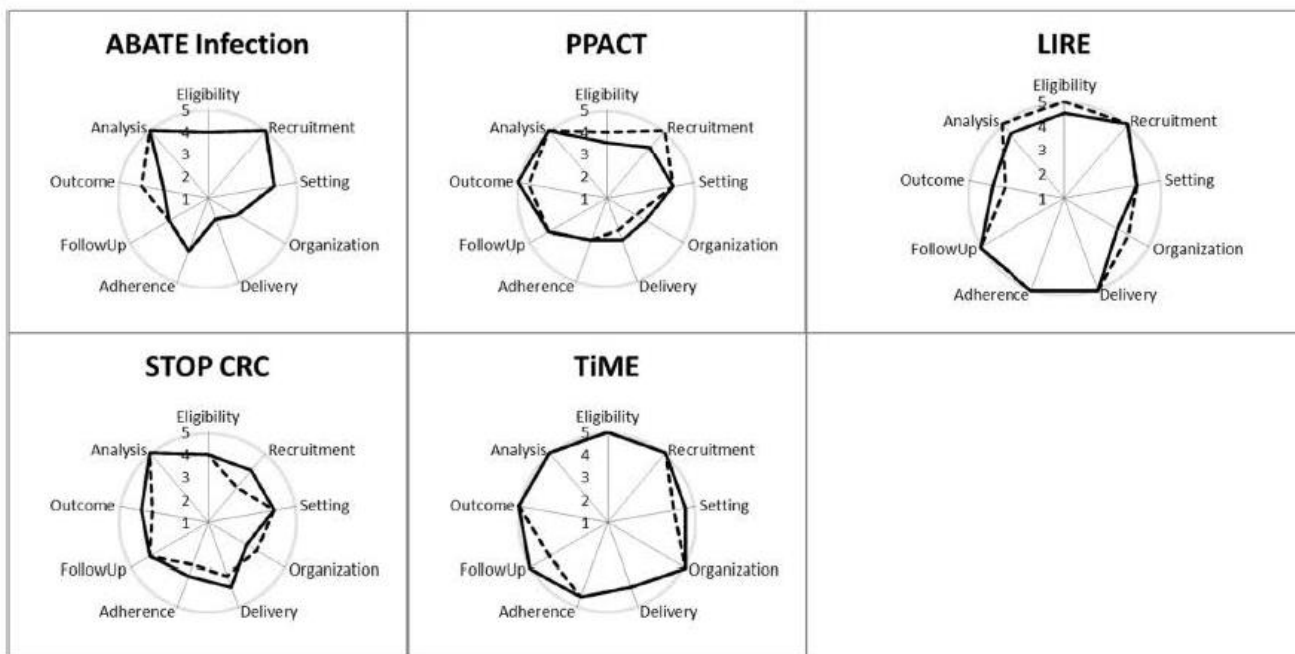 ABATE Infection
Eligibility
5
Analysis
4
Recruitment
3
Outcome
2
Setting
1
FollowUp
Organization
Adherence
Delivery
PPACT
Eligibility
5
Analysis
4
Recruitment
3
Outcome
2
Setting
1
FollowUp
Organization
Adherence
Delivery
LIRE
Eligibility
5
Analysis
4
Recruitment
3
Outcome
2
Setting
1
FollowUp
Organization
Adherence
Delivery
STOP CRC
Eligibility
5
Analysis
4
Recruitment
3
Outcome
2
Setting
1
FollowUp
Organization
Adherence
Delivery
TiME
Eligibility
5
Analysis
4
Recruitment
3
Outcome
2
Setting
1
FollowUp
Organization
Adherence
Delivery